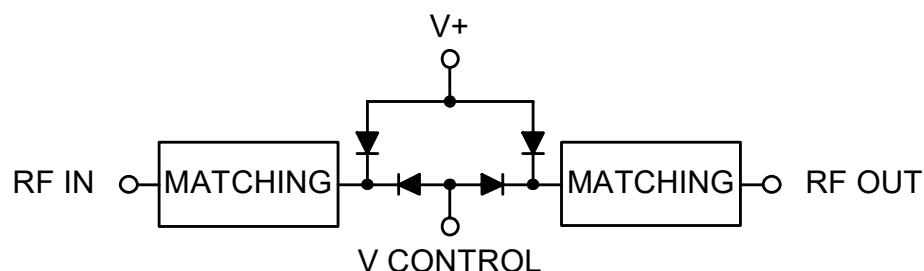 V+
RF IN
MATCHING
MATCHING
RF OUT
V CONTROL